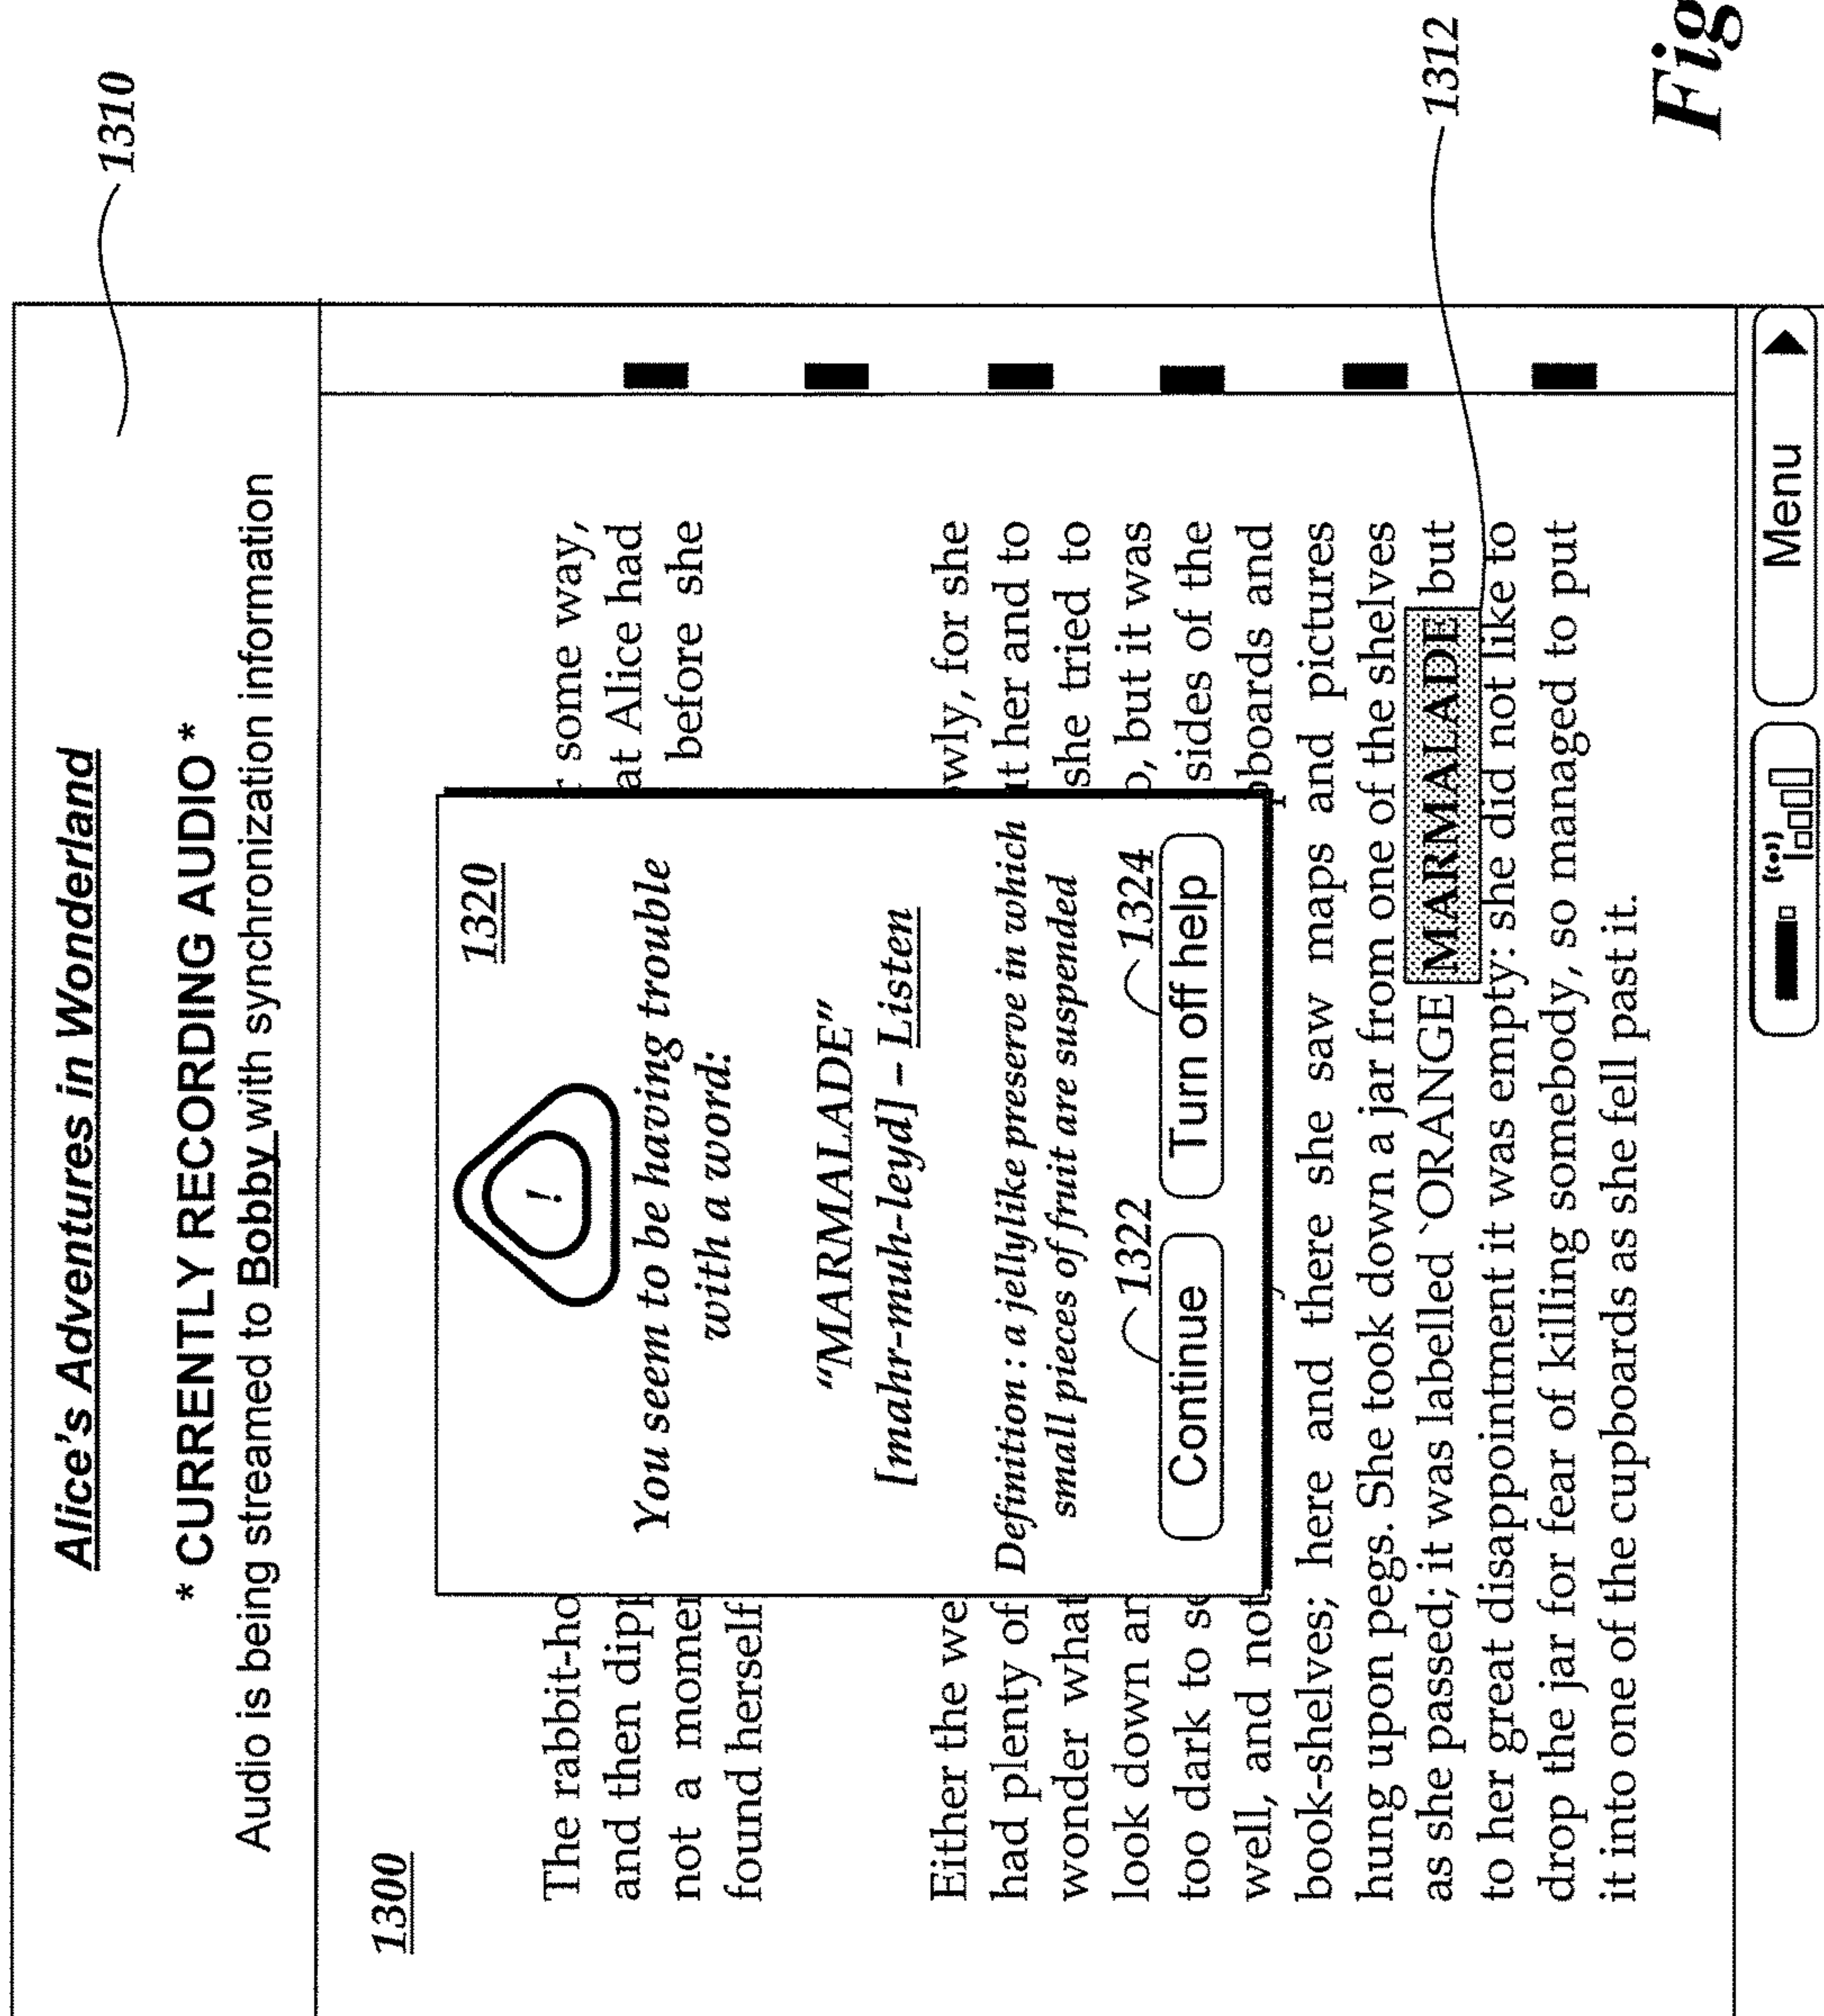 Alice's Adventures in Wonderland
1310
* CURRENTLY RECORDING AUDIO *
Audio is being streamed to Bobby with synchronization information
1300
The rabbit-ho
r some way,
and then dipp
at Alice had
not a momen
before she
found herself
Either the we
wly, for she
had plenty of
ut her and to
wonder what
she tried to
look down an
o, but it was
too dark to se
sides of the
well, and not
pboards and
book-shelves; here and there she saw maps and pictures
hung upon pegs. She took down a jar from one of the shelves
as she passed; it was labelled `ORANGE MARMALADE but
to her great disappointment it was empty: she did not like to
drop the jar for fear of killing somebody, so managed to put
it into one of the cupboards as she fell past it.
1320
!
You seem to be having trouble
with a word:
“MARMALADE”
[mahr-muh-leyd] – Listen
Definition : a jellylike preserve in which
small pieces of fruit are suspended
1322
1324
Continue
Turn off help
1312
Menu
Fig